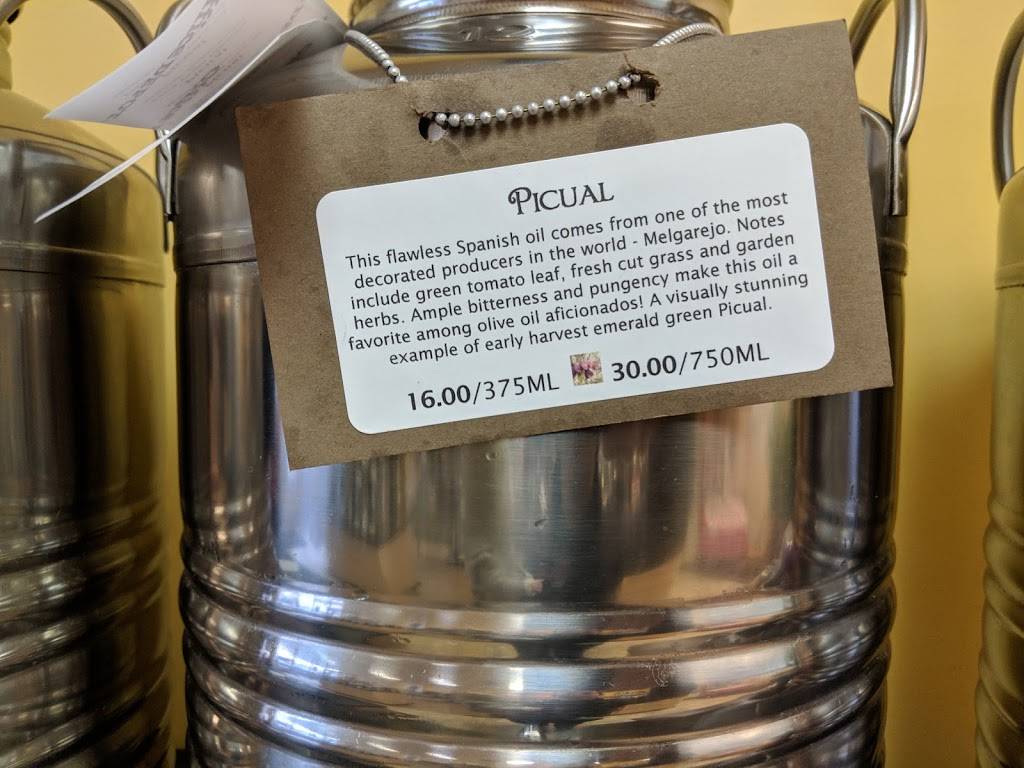 PICUAL
This flawless Spanish oil comes from one of the most
decorated producers in the world - Melgarejo. Notes
include green tomato leaf, fresh cut grass and garden
herbs. Ample bitterness and pungency make this oil a
favorite among olive oil aficionados! A visually stunning
example of early harvest emerald green Picual.
16.00/375ML 30.00/750ML